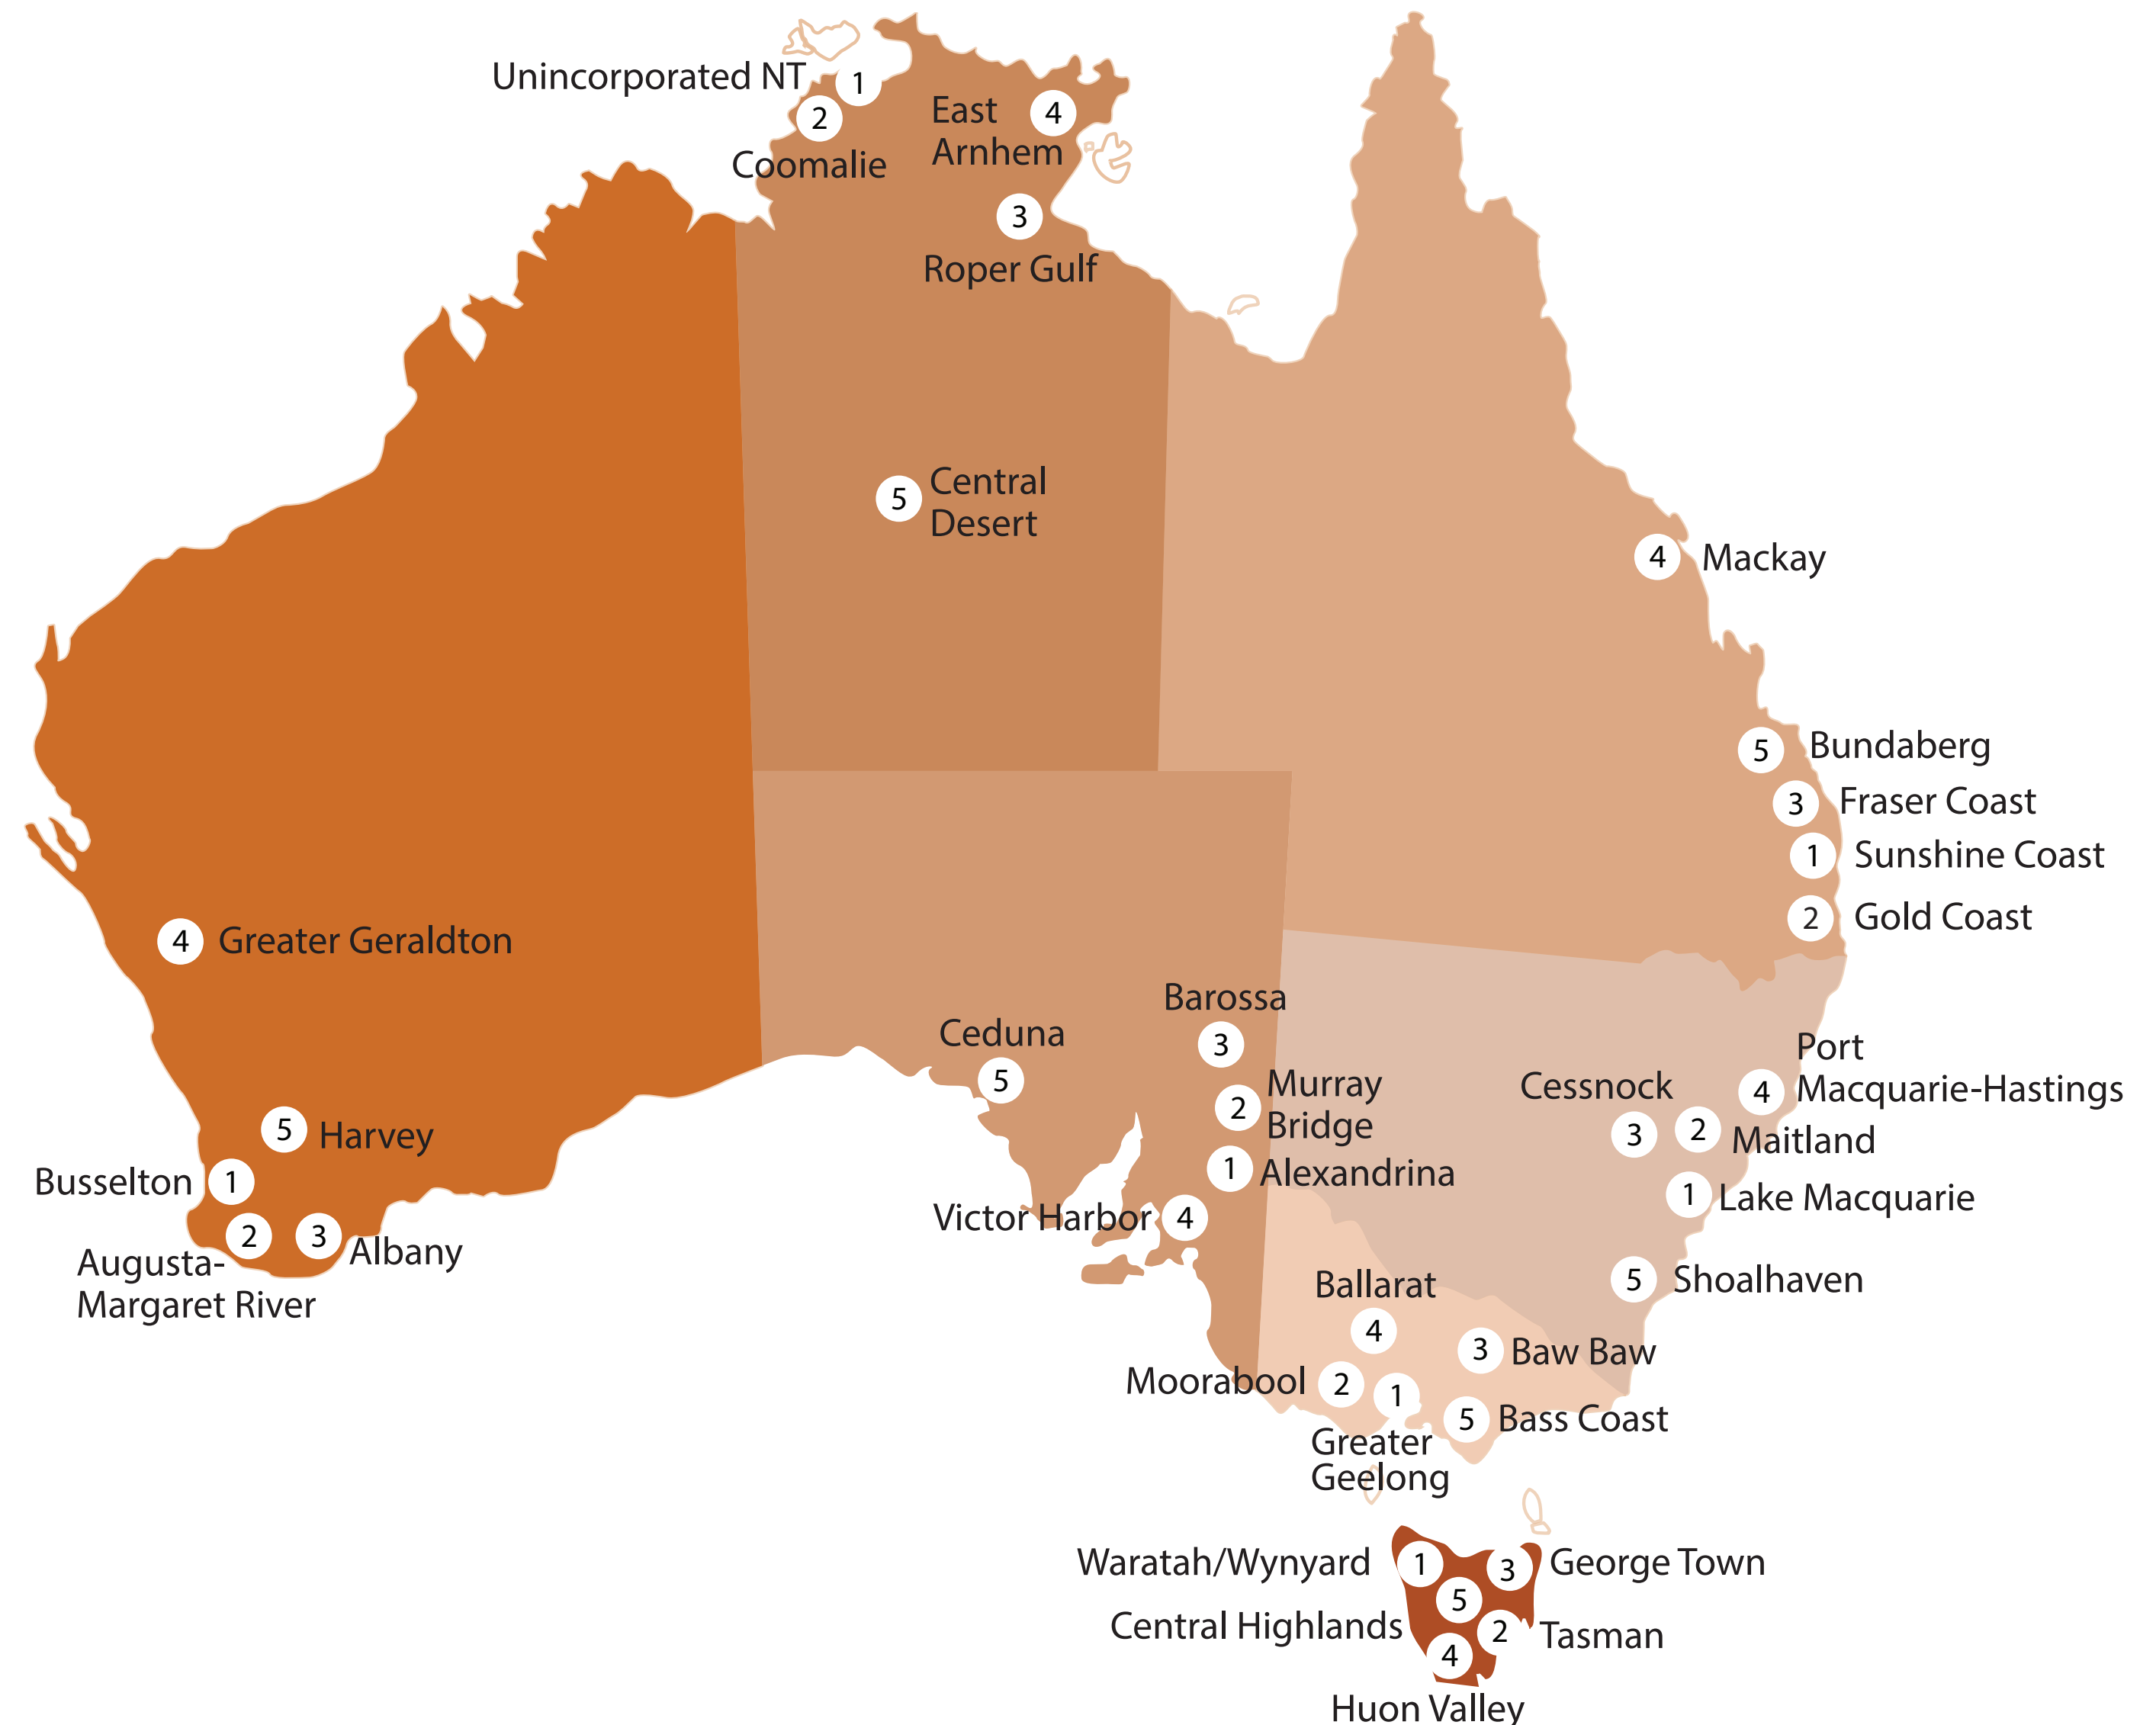 Unincorporated NT
1
2
Coomalie
East
Arnhem
4
3
Roper Gulf
5
Central
Desert
4
Mackay
5
Bundaberg
3
Fraser Coast
1
Sunshine Coast
2
Gold Coast
4
Greater Geraldton
5
Harvey
Busselton
1
2
Augusta-
Margaret River
3
Albany
Ceduna
5
Barossa
3
2
Murray
Bridge
1
Alexandrina
Victor Harbor
4
Port
Macquarie-Hastings
4
Cessnock
3
2
Maitland
1
Lake Macquarie
5
Shoalhaven
Ballarat
4
3
Baw Baw
Moorabool
2
1
Greater
Geelong
5
Bass Coast
Waratah/Wynyard
1
3
George Town
5
Central Highlands
2
Tasman
4
Huon Valley